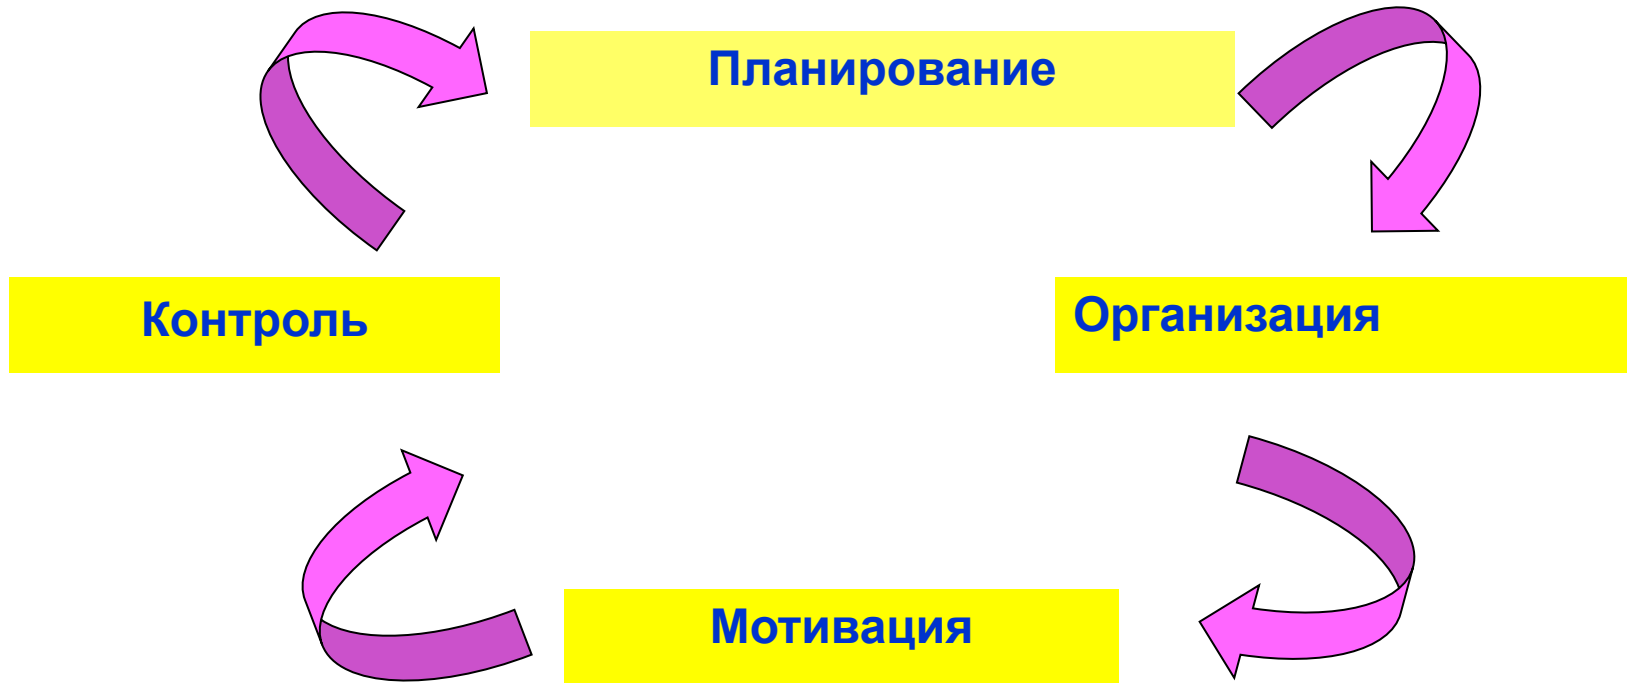 Планирование
Контроль
Организация
Мотивация